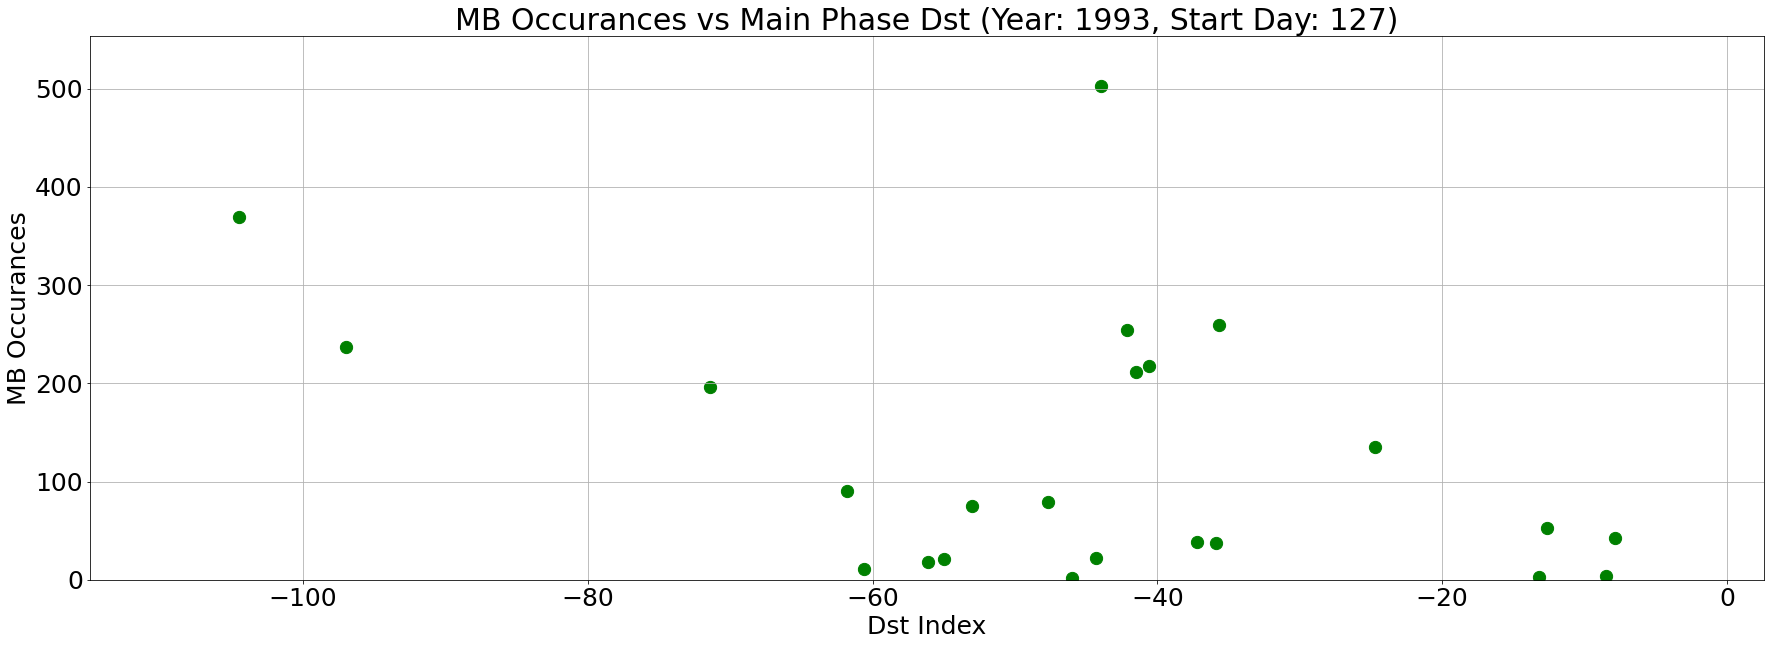 MB Occurances vs Main Phase Dst (Year: 1993, Start Day: 127)
MB Occurances
500
400
300
200
100
0
−100 −80 −60 −40 −20 0
Dst Index